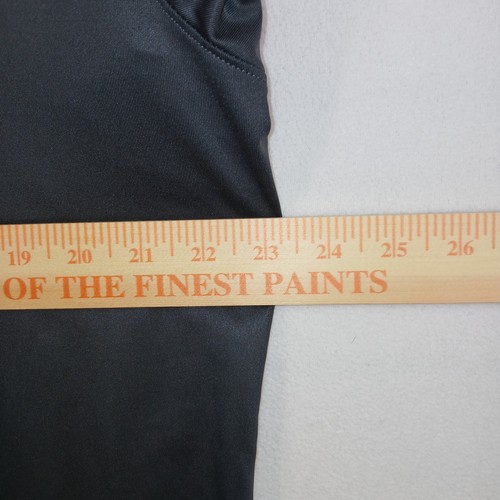 19 20 21 22 23 24 25 26
OF THE FINEST PAINTS